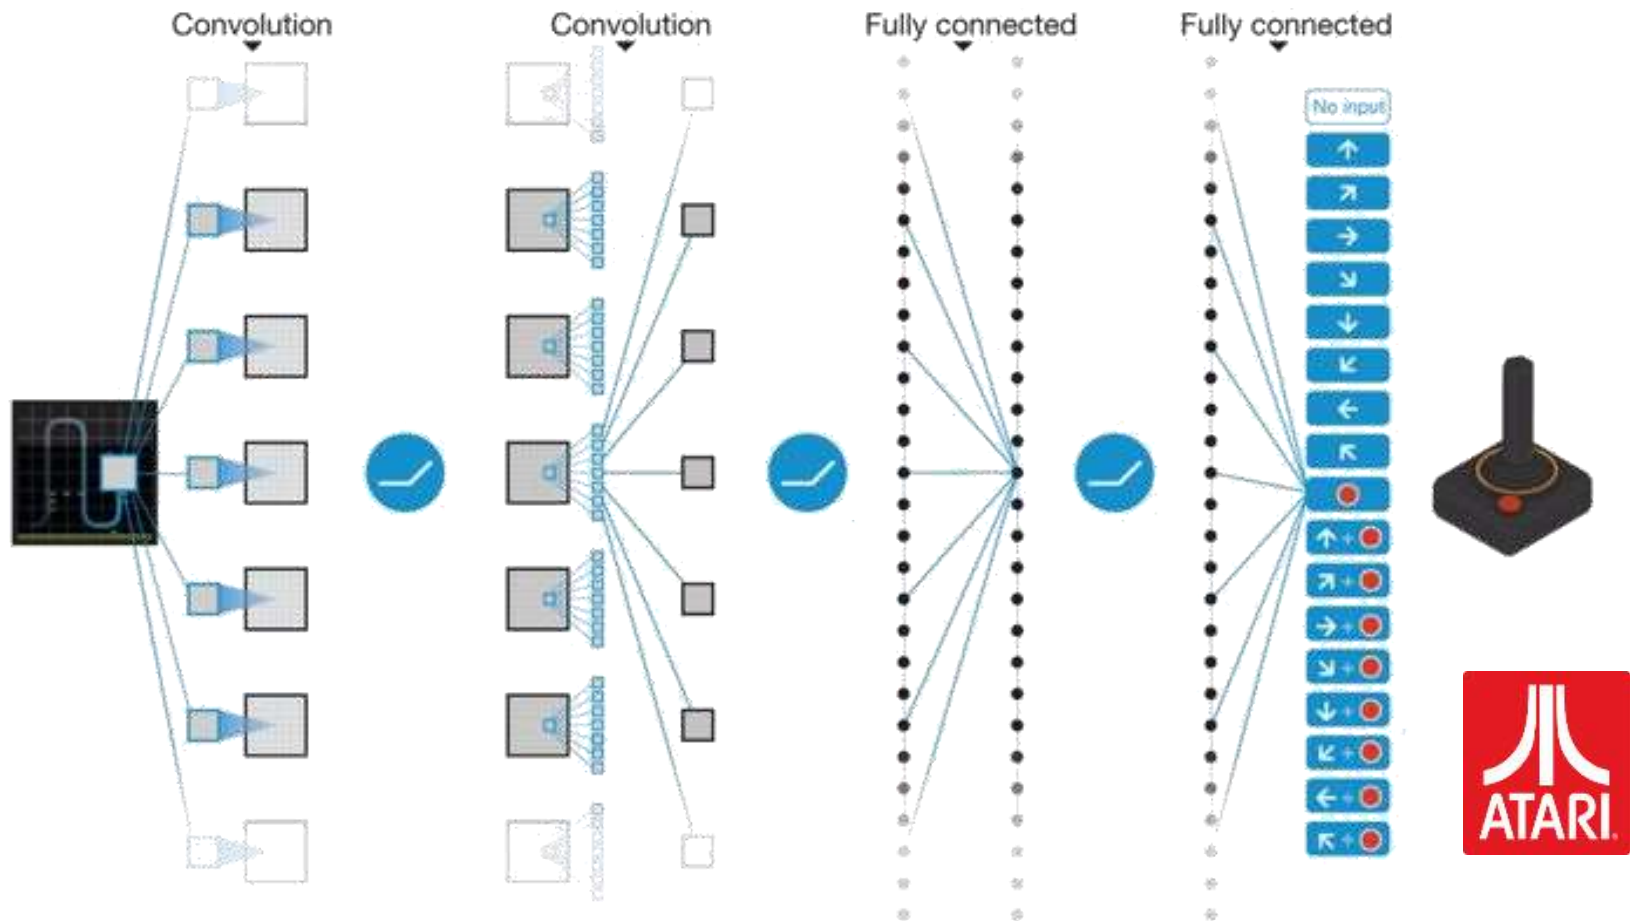 Convolution
Convolution
Fully connected
Fully connected
No input
ATARI